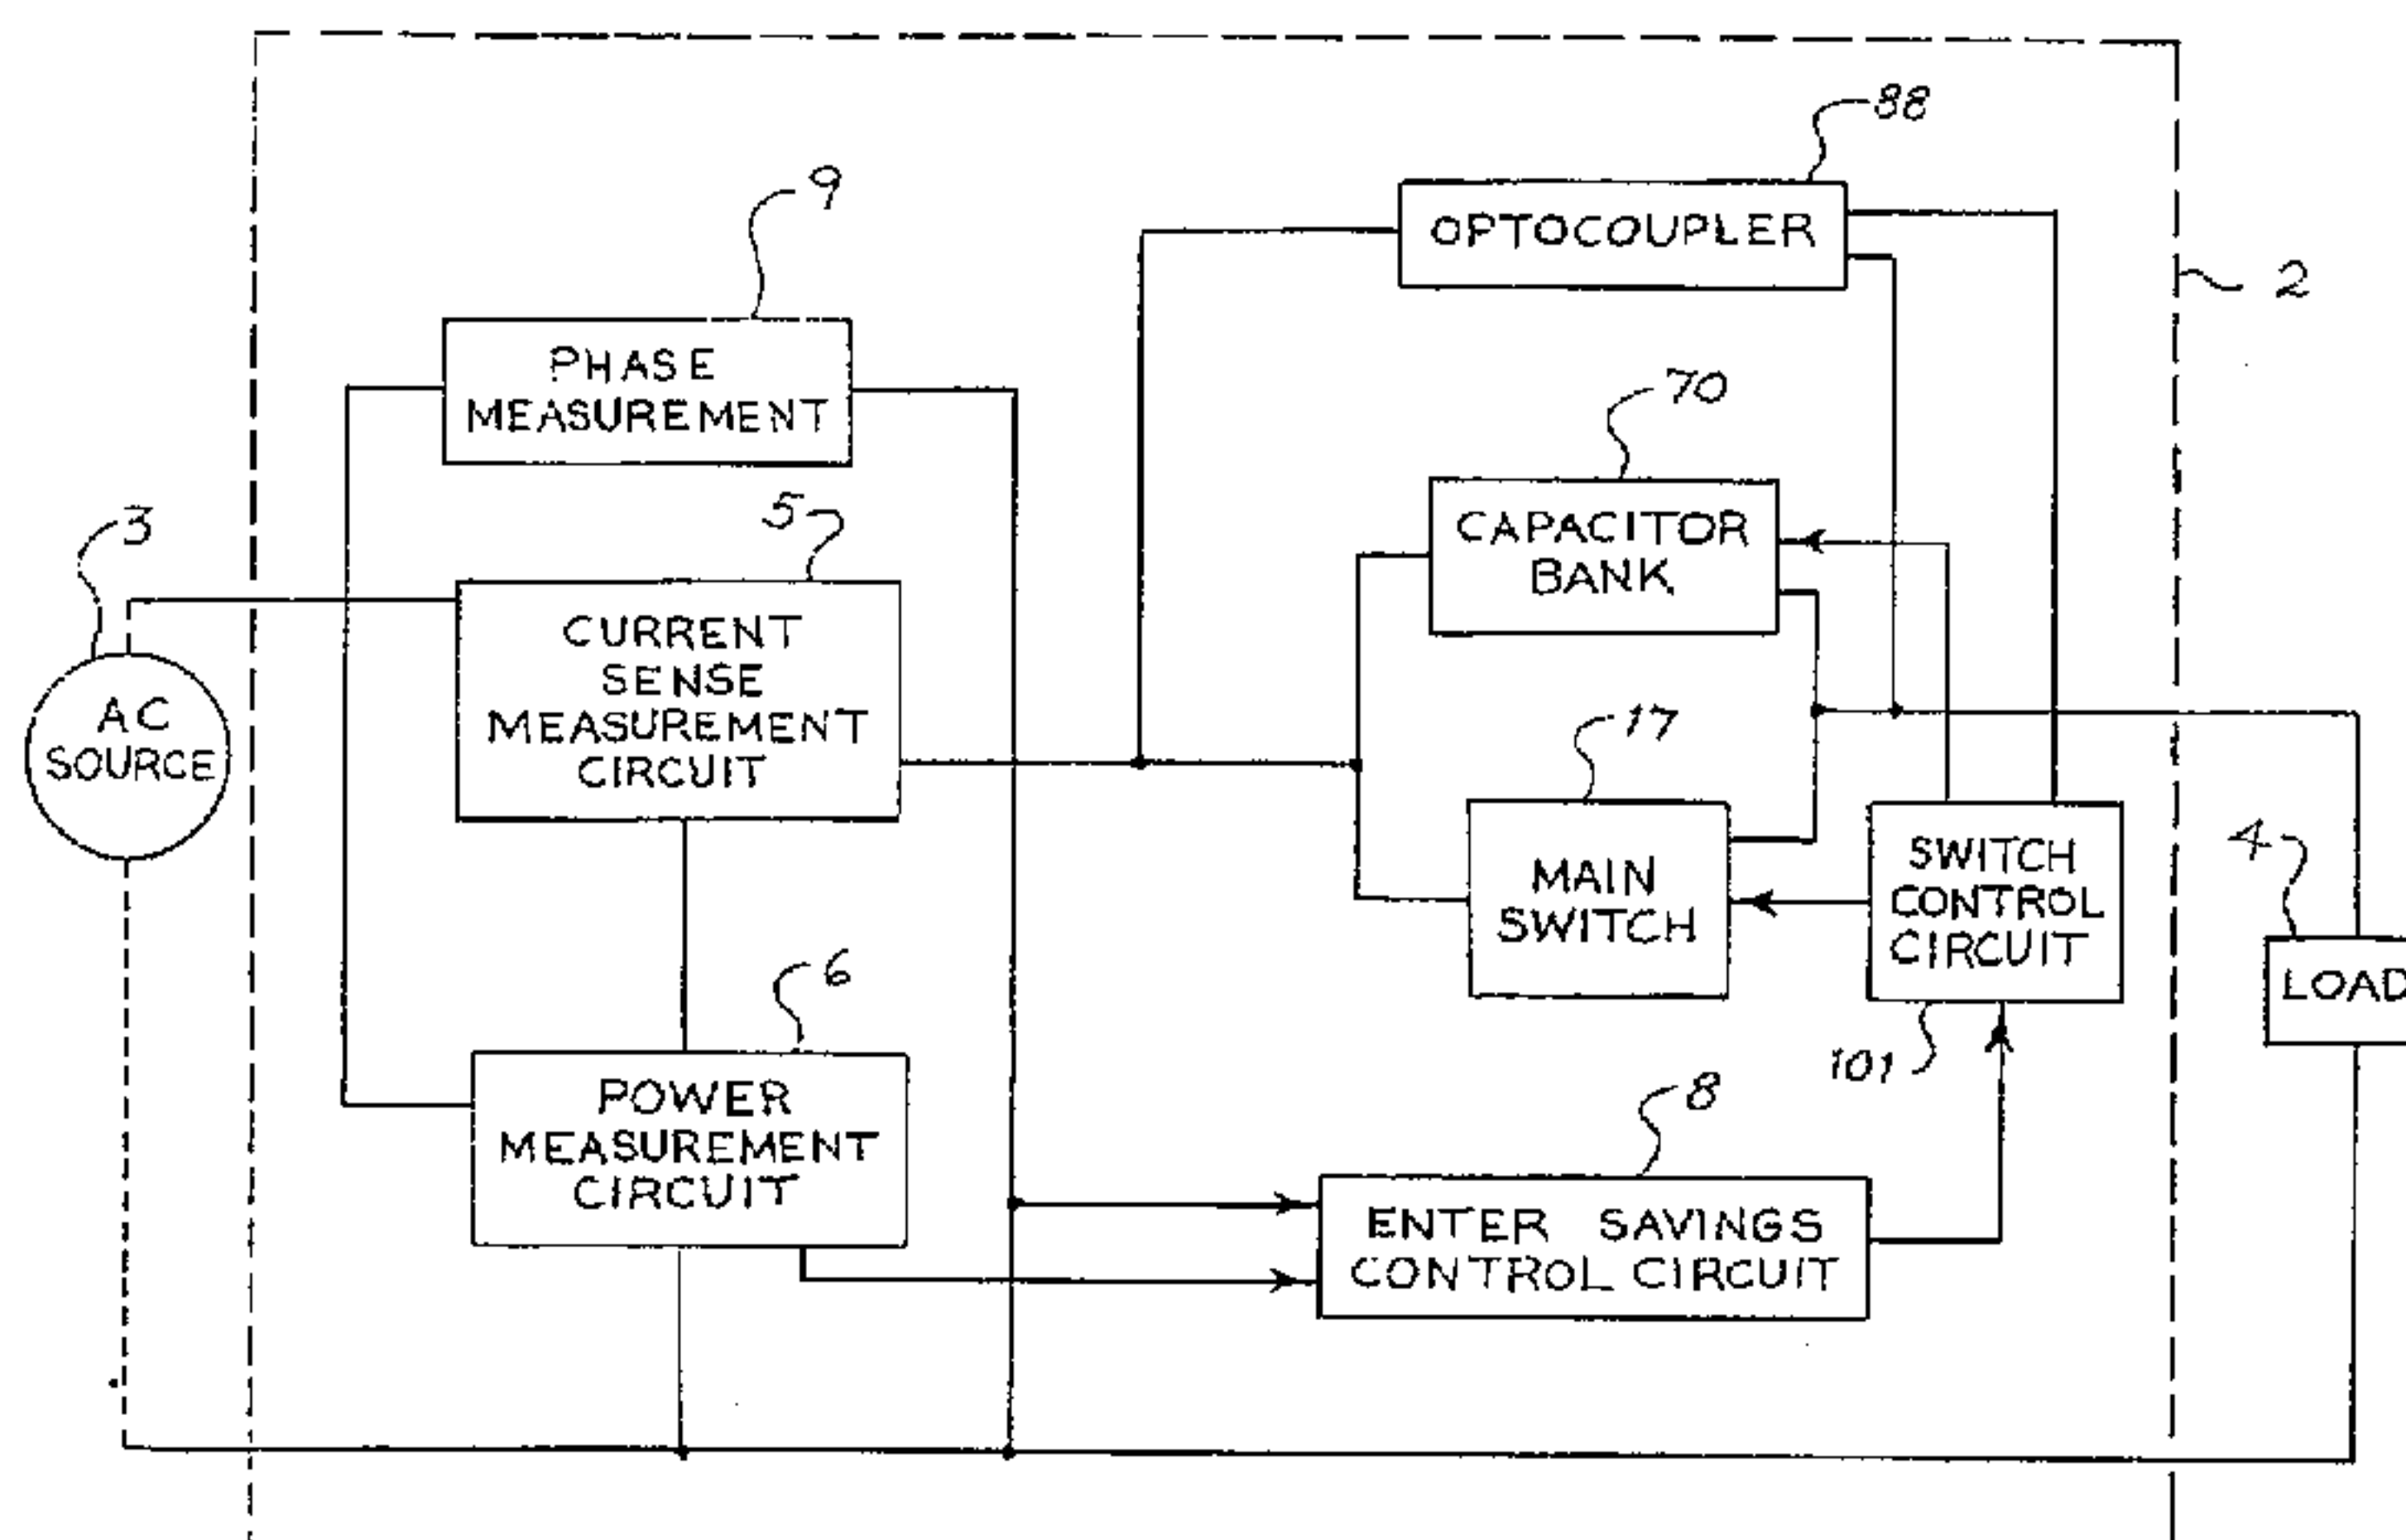 88
OPTOCOUPLER
2
9
PHASE
MEASUREMENT
70
CAPACITOR
BANK
3
AC
SOURCE
5
CURRENT
SENSE
MEASUREMENT
CIRCUIT
17
MAIN
SWITCH
SWITCH
CONTROL
CIRCUIT
101
4
LOAD
6
POWER
MEASUREMENT
CIRCUIT
8
ENTER SAVINGS
CONTROL CIRCUIT